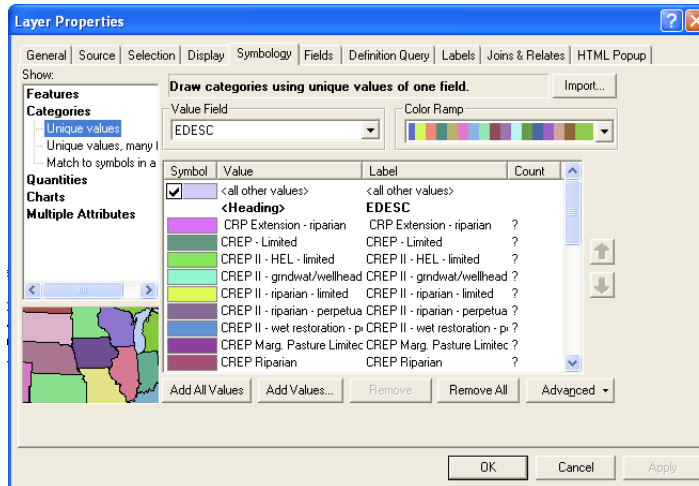 Layer Properties
General Source Selection Display Symbology Fields Definition Query Labels Joins & Relates HTML Popup
Show:
Features
Categories
Unique values
Unique values, many
Match to symbols in a
Quantities
Charts
Multiple Attributes
Draw categories using unique values of one field.
Import...
Value Field
EDESC
Color Ramp
Symbol Value Label Count
<all other values> <all other values>
<Heading> EDESC
CRP Extension - riparian CRP Extension - riparian ?
CREP - Limited CREP - Limited ?
CREP II - HEL - limited CREP II - HEL - limited ?
CREP II - grndwat/wellhead CREP II - grndwat/wellhead ?
CREP II - riparian - limited CREP II - riparian - limited ?
CREP II - riparian - perpetua CREP II - riparian - perpetua ?
CREP II - wet restoration - p CREP II - wet restoration - p ?
CREP Marg. Pasture Limitec CREP Marg. Pasture Limitec ?
CREP Riparian CREP Riparian ?
Add All Values Add Values... Remove Remove All Advanced
OK Cancel Apply